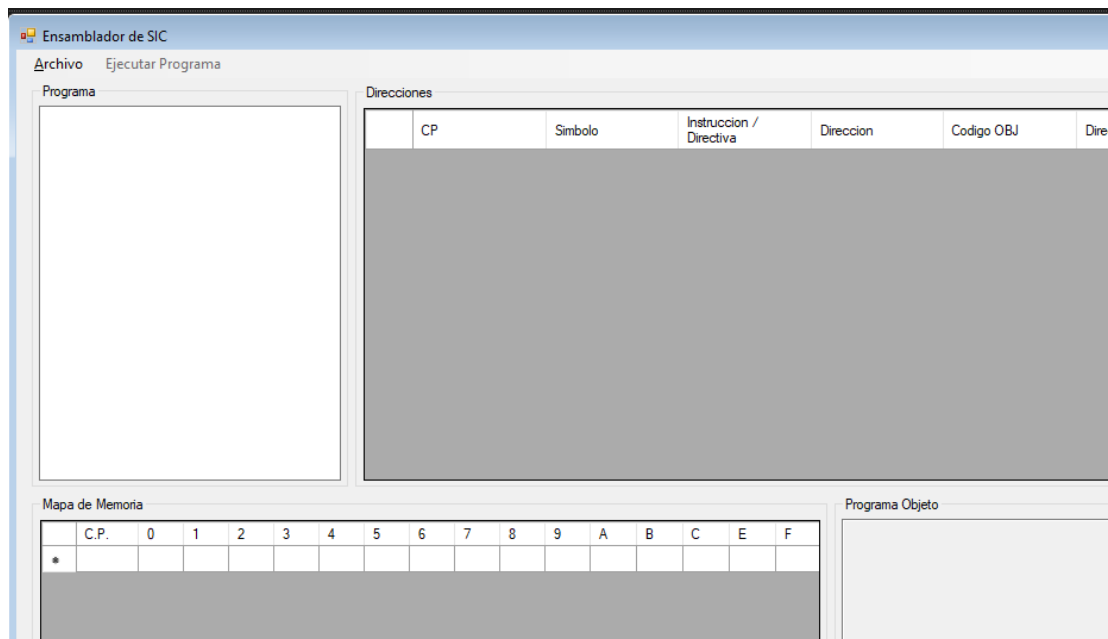 Ensamblador de SIC
Archivo Ejecutar Programa
Programa
Direcciones
CP Simbolo Instruccion / Directiva Direccion Codigo OBJ Dire
Mapa de Memoria
C.P. 0 1 2 3 4 5 6 7 8 9 A B C E F
*
Programa Objeto